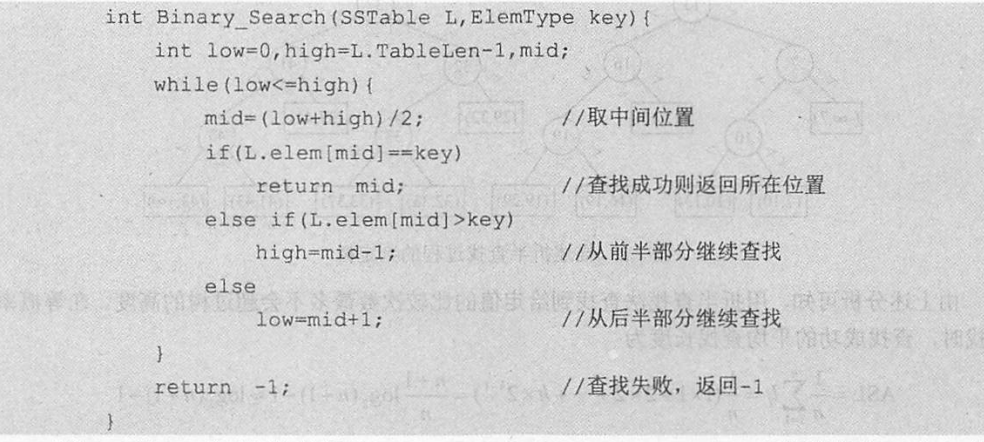 int Binary_Search(SSTable L,ElemType key){
int low=0,high=L.TableLen-1,mid;
while(low<=high){
mid=(low+high)/2; //取中间位置
if(L.elem[mid]==key)
return mid; //查找成功则返回所在位置
else if(L.elem[mid]>key)
high=mid-1; //从前半部分继续查找
else
low=mid+1; //从后半部分继续查找
}
return -1; //查找失败，返回-1
}